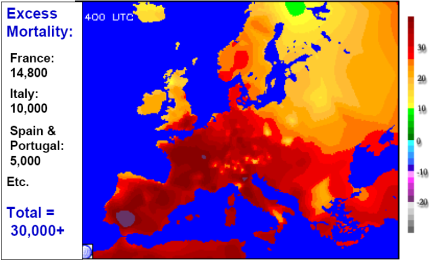 Excess
Mortality:
France:
14,800
Italy:
10,000
Spain &
Portugal:
5,000
Etc.
Total =
30,000+
400 UTC
30
20
10
0
-10
-20